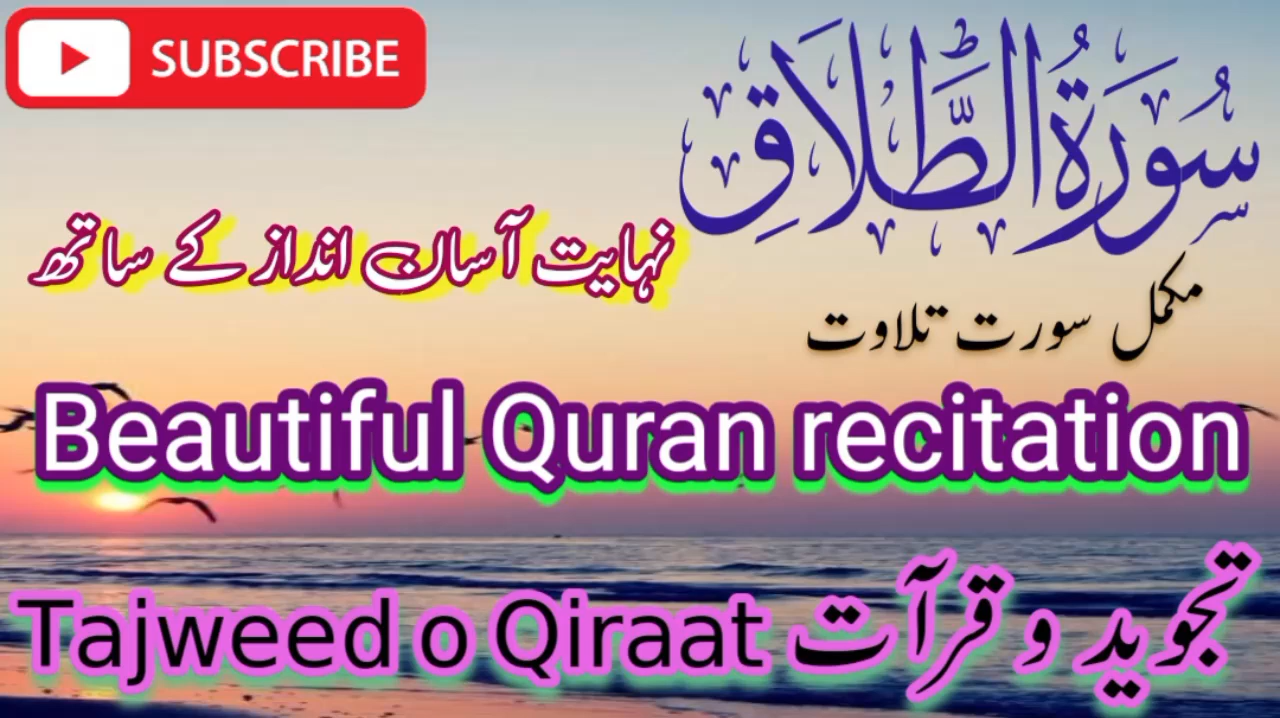 SUBSCRIBE
سُورَةُ الطَّلَاقِ
نہایت آسان انداز کے ساتھ
مکمل سورت تلاوت
Beautiful Quran recitation
Tajweed o Qiraat تجوید و قرآت